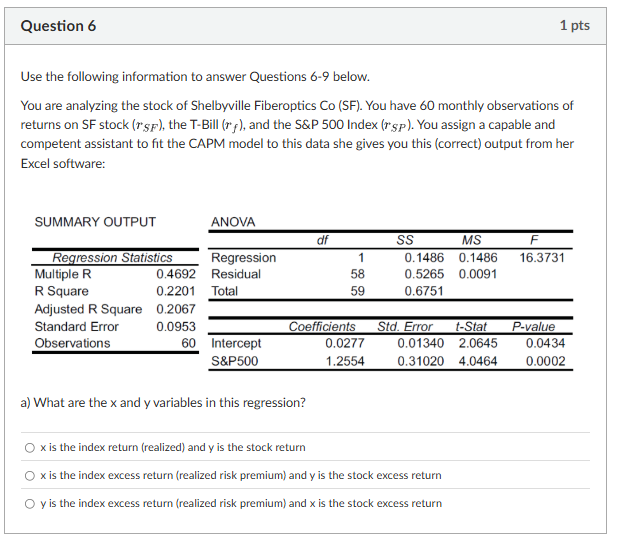 Question 6
1 pts
Use the following information to answer Questions 6-9 below.
You are analyzing the stock of Shelbyville Fiberoptics Co (SF). You have 60 monthly observations of
returns on SF stock (r_SF), the T-Bill (r_f), and the S&P 500 Index (r_SP). You assign a capable and
competent assistant to fit the CAPM model to this data she gives you this (correct) output from her
Excel software:
SUMMARY OUTPUT
Regression Statistics
Multiple R 0.4692
R Square 0.2201
Adjusted R Square 0.2067
Standard Error 0.0953
Observations 60
ANOVA
df SS MS F
Regression 1 0.1486 0.1486 16.3731
Residual 58 0.5265 0.0091
Total 59 0.6751
Coefficients Std. Error t-Stat P-value
Intercept 0.0277 0.01340 2.0645 0.0434
S&P500 1.2554 0.31020 4.0464 0.0002
a) What are the x and y variables in this regression?
x is the index return (realized) and y is the stock return
x is the index excess return (realized risk premium) and y is the stock excess return
y is the index excess return (realized risk premium) and x is the stock excess return